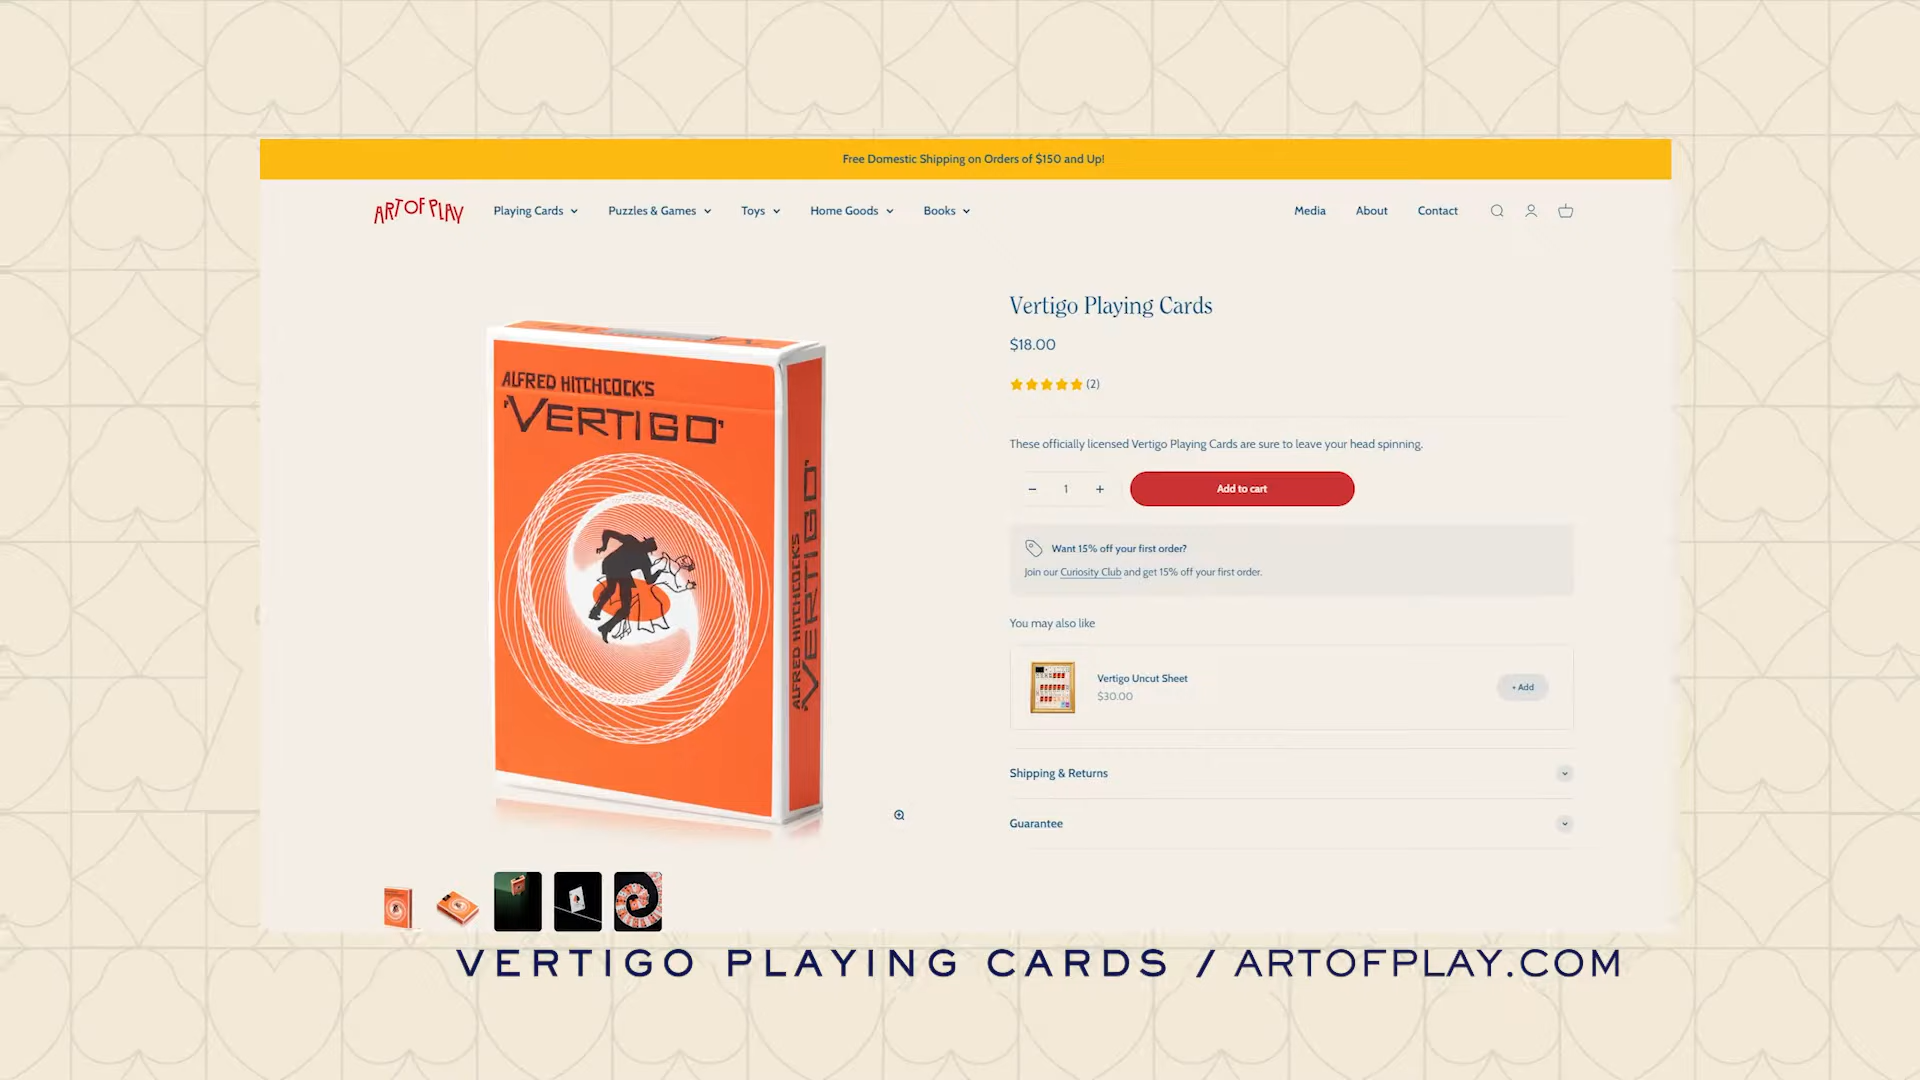 Free Domestic Shipping on Orders of $150 and Up!
ART OF PLAY
Playing Cards
Puzzles & Games
Toys
Home Goods
Books
Media
About
Contact
ALFRED HITCHCOCK'S
'VERTIGO'
ALFRED HITCHCOCK'S
'VERTIGO'
Vertigo Playing Cards
$18.00
(2)
These officially licensed Vertigo Playing Cards are sure to leave your head spinning.
− 1 +
Add to cart
Want 15% off your first order?
Join our Curiosity Club and get 15% off your first order.
You may also like
Vertigo Uncut Sheet
$30.00
+ Add
Shipping & Returns
Guarantee
VERTIGO PLAYING CARDS / ARTOFPLAY.COM